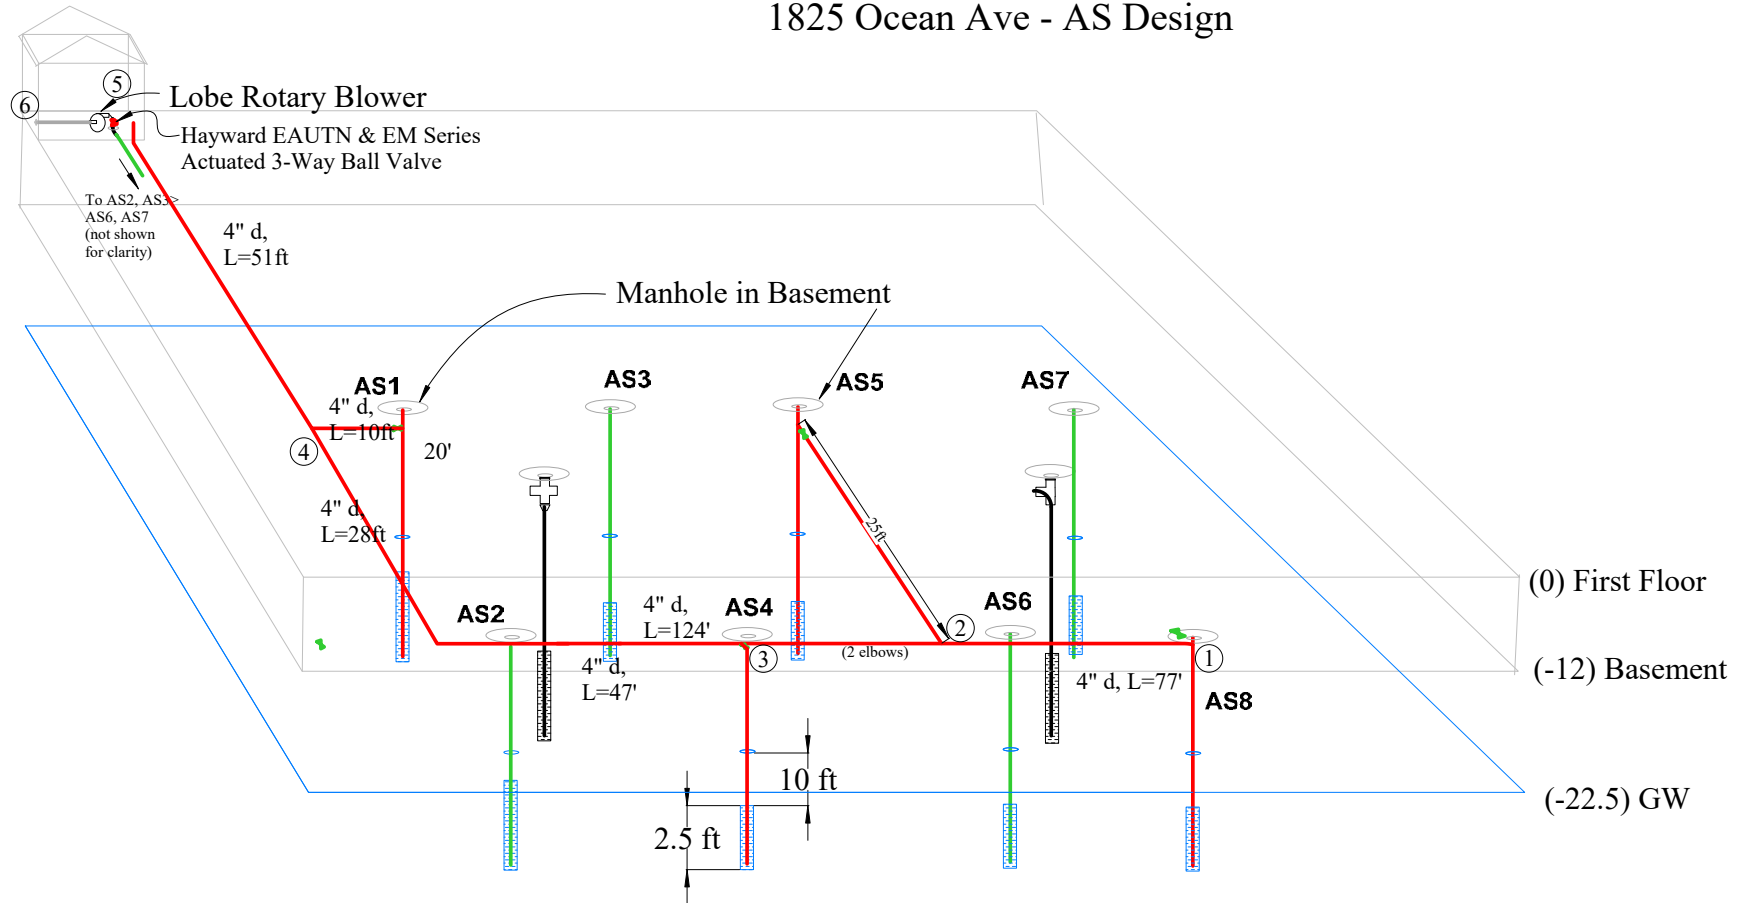 1825 Ocean Ave - AS Design
5
6
Lobe Rotary Blower
Hayward EAUTN & EM Series
Actuated 3-Way Ball Valve
To AS2, AS3>
AS6, AS7
(not shown
for clarity)
4" d,
L=51ft
Manhole in Basement
AS1
AS3
AS5
AS7
4" d,
L=10ft
4
20'
4" d,
L=28ft
25ft
(0) First Floor
AS2
4" d,
L=124'
AS4
AS6
2
(2 elbows)
3
1
4" d,
L=47'
4" d, L=77'
AS8
(-12) Basement
10 ft
2.5 ft
(-22.5) GW